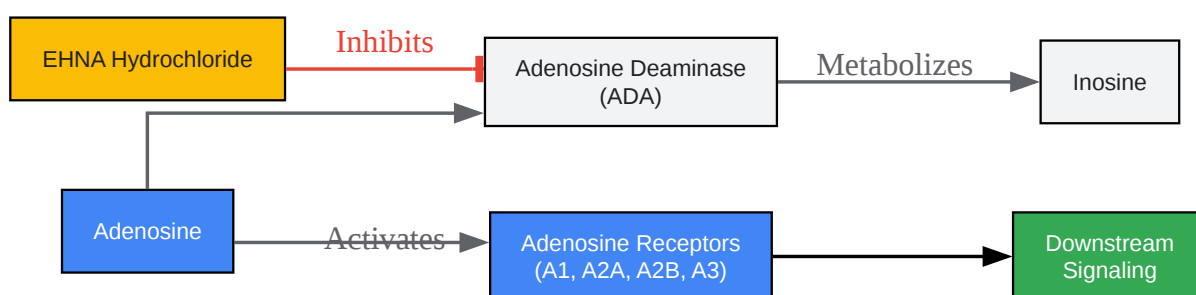 EHNA Hydrochloride
Inhibits
Adenosine Deaminase
(ADA)
Metabolizes
Inosine
Adenosine
Activates
Adenosine Receptors
(A1, A2A, A2B, A3)
Downstream
Signaling